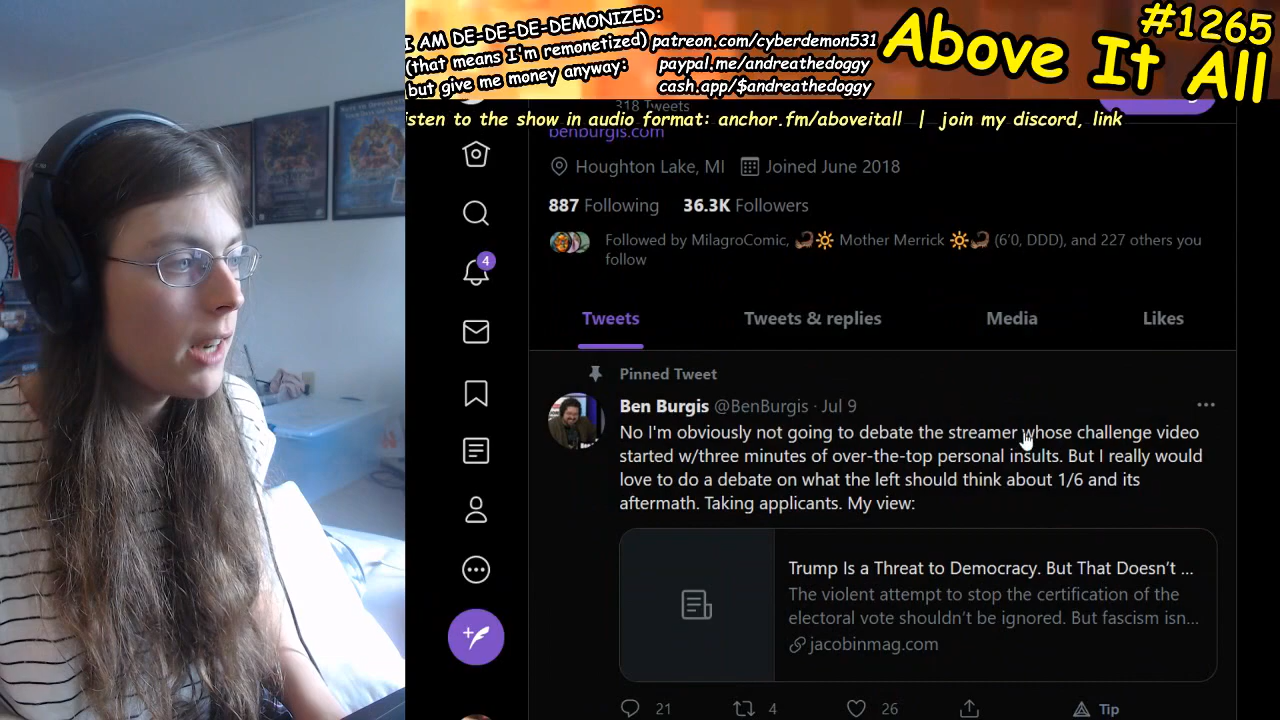 I AM DE-DE-DE-DEMONIZED:
(that means I'm remonetized)
but give me money anyway:
patreon.com/cyberdemon531
paypal.me/andreathedoggy
cash.app/$andreathedoggy
Above It All
#1265
318 Tweets
isten to the show in audio format: anchor.fm/aboveitall | join my discord, link
benburgis.com
Houghton Lake, MI Joined June 2018
887 Following 36.3K Followers
Followed by MilagroComic, 🦂🔆 Mother Merrick 🔆🦂 (6'0, DDD), and 227 others you
follow
4
Tweets Tweets & replies Media Likes
Pinned Tweet
Ben Burgis @BenBurgis · Jul 9
No I'm obviously not going to debate the streamer whose challenge video
started w/three minutes of over-the-top personal insults. But I really would
love to do a debate on what the left should think about 1/6 and its
aftermath. Taking applicants. My view:
Trump Is a Threat to Democracy. But That Doesn't ...
The violent attempt to stop the certification of the
electoral vote shouldn't be ignored. But fascism isn...
jacobinmag.com
21 4 26 Tip